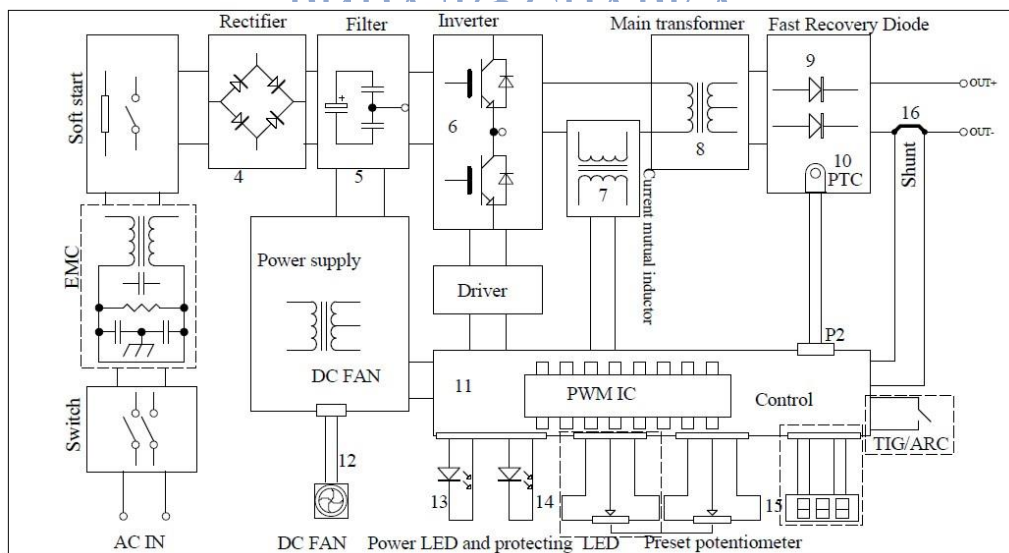 Rectifier
Filter
Inverter
Main transformer
Fast Recovery Diode
Soft start
4
5
6
7
8
9
10
PTC
OUT+
16
OUT-
Shunt
Current mutual inductor
EMC
Power supply
DC FAN
Driver
P2
11
PWM IC
Control
TIG/ARC
Switch
12
13
14
15
AC IN
DC FAN
Power LED and protecting LED
Preset potentiometer